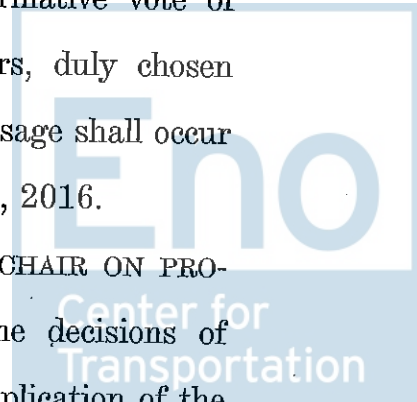 rmative vote of
rs, duly chosen
sage shall occur
, 2016.
CHAIR ON PRO-
ne decisions of
plication of the
Eno
Center for
Transportation